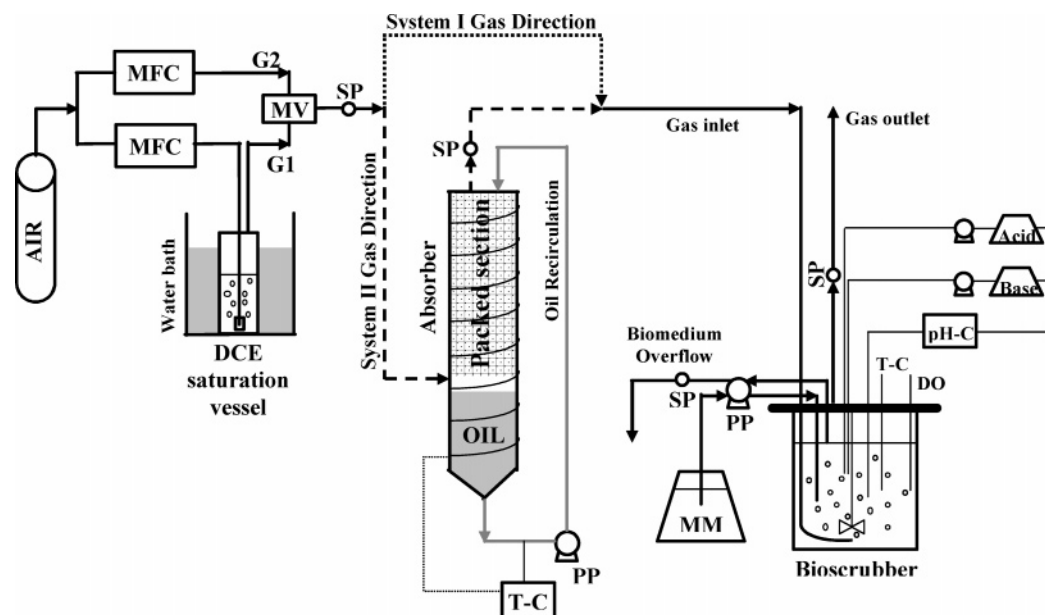 System I Gas Direction
G2
MFC
SP
MV
MFC
G1
Gas inlet
Gas outlet
SP
AIR
Water bath
DCE
saturation
vessel
System II Gas Direction
Absorber
Packed section
Oil Recirculation
OIL
PP
T-C
Biomedium
Overflow
SP
PP
MM
SP
Acid
Base
pH-C
T-C
DO
Bioscrubber